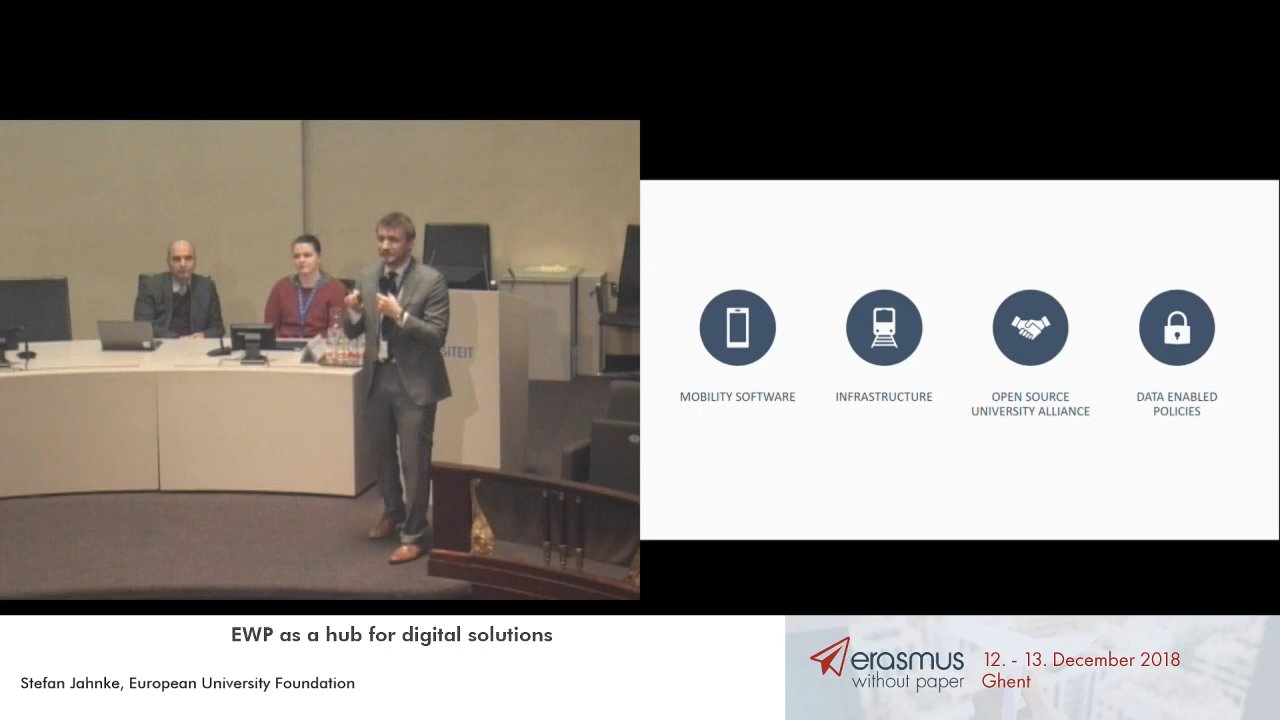 SITEIT
MOBILITY SOFTWARE
INFRASTRUCTURE
OPEN SOURCE
UNIVERSITY ALLIANCE
DATA ENABLED
POLICIES
EWP as a hub for digital solutions
Stefan Jahnke, European University Foundation
erasmus
without paper
12. - 13. December 2018
Ghent